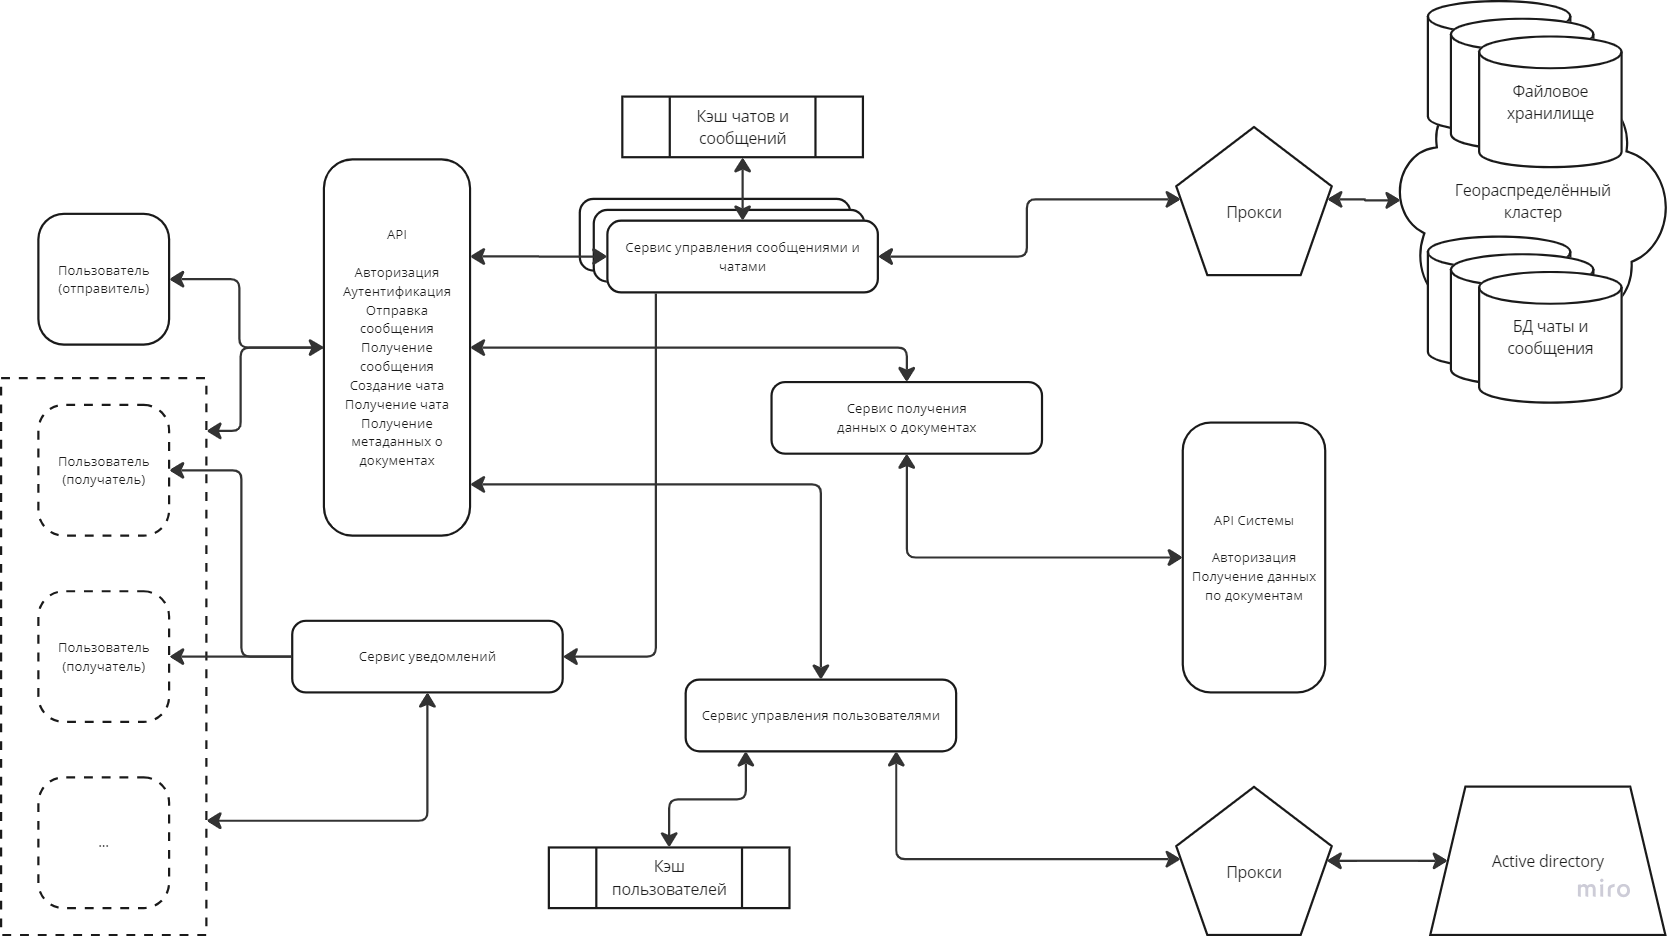 Файловое
хранилище
Кэш чатов и
сообщений
Геораспределённый
кластер
Прокси
API
Сервис управления сообщениями и
чатами
Пользователь
(отправитель)
Авторизация
Аутентификация
Отправка
сообщения
Получение
сообщения
Создание чата
Получение чата
Получение
метаданных о
документах
БД чаты и
сообщения
Сервис получения
данных о документах
Пользователь
(получатель)
API Системы
Авторизация
Получение данных
по документам
Пользователь
(получатель)
Сервис уведомлений
Сервис управления пользователями
...
Кэш
пользователей
Прокси
Active directory
miro